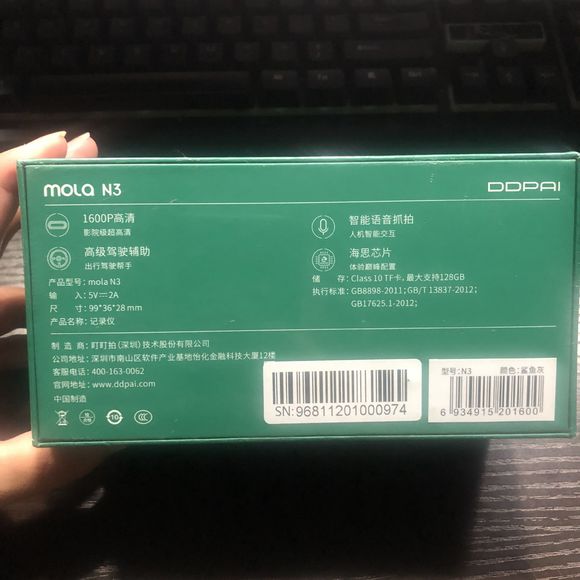 mola N3
DDPAI
1600P高清
影院级超高清
智能语音抓拍
人机智能交互
高级驾驶辅助
出行驾驶帮手
海思芯片
体验巅峰配置
产品型号:mola N3
输 入:5V⎓2A
尺 寸:99*36*28 mm
产品名称:记录仪
储 存:Class 10 TF卡,最大支持128GB
执行标准:GB8898-2011;GB/T 13837-2012;
GB17625.1-2012;
制 造 商:盯盯拍(深圳)技术股份有限公司
公司地址:深圳市南山区软件产业基地怡化金融科技大厦12楼
客服电话:400-163-0062
官网地址:www.ddpai.com
中国制造
10
CCC
SN:96811201000974
型号:N3 颜色:鲨鱼灰
6 934915 201600